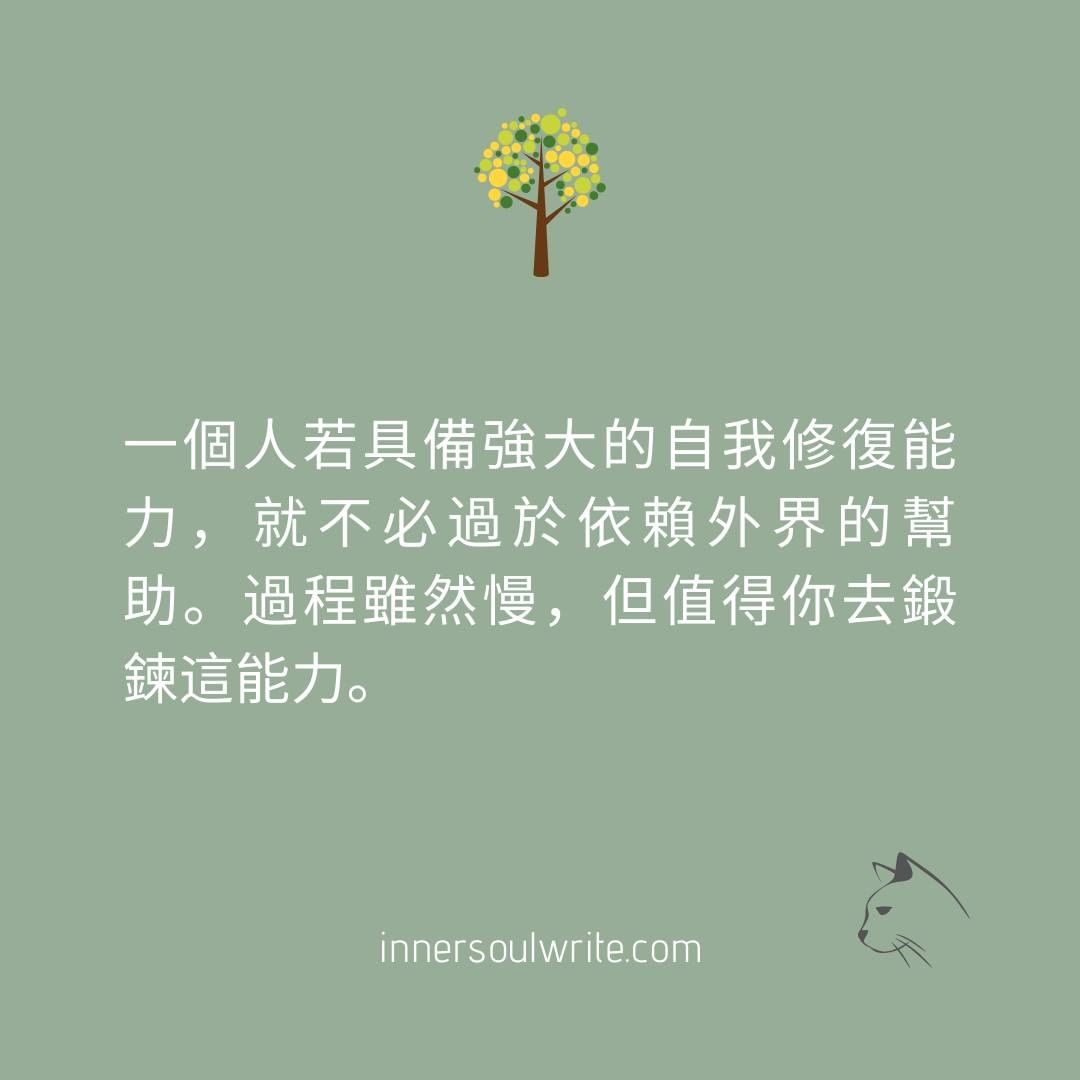 一個人若具備強大的自我修復能
力，就不必過於依賴外界的幫
助。過程雖然慢，但值得你去鍛
鍊這能力。
innersoulwrite.com